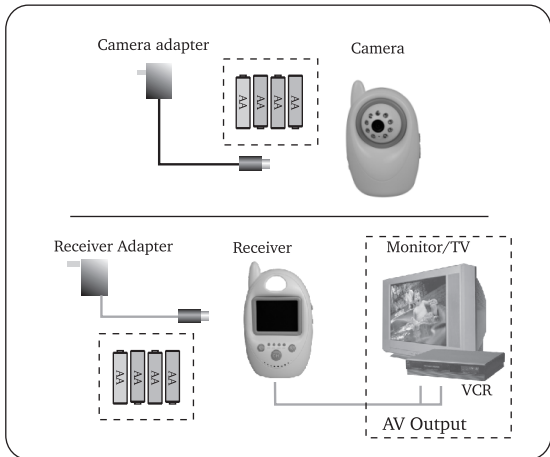 Camera adapter
Camera
AA AA AA AA
Receiver Adapter
Receiver
Monitor/TV
AA AA AA AA
VCR
AV Output